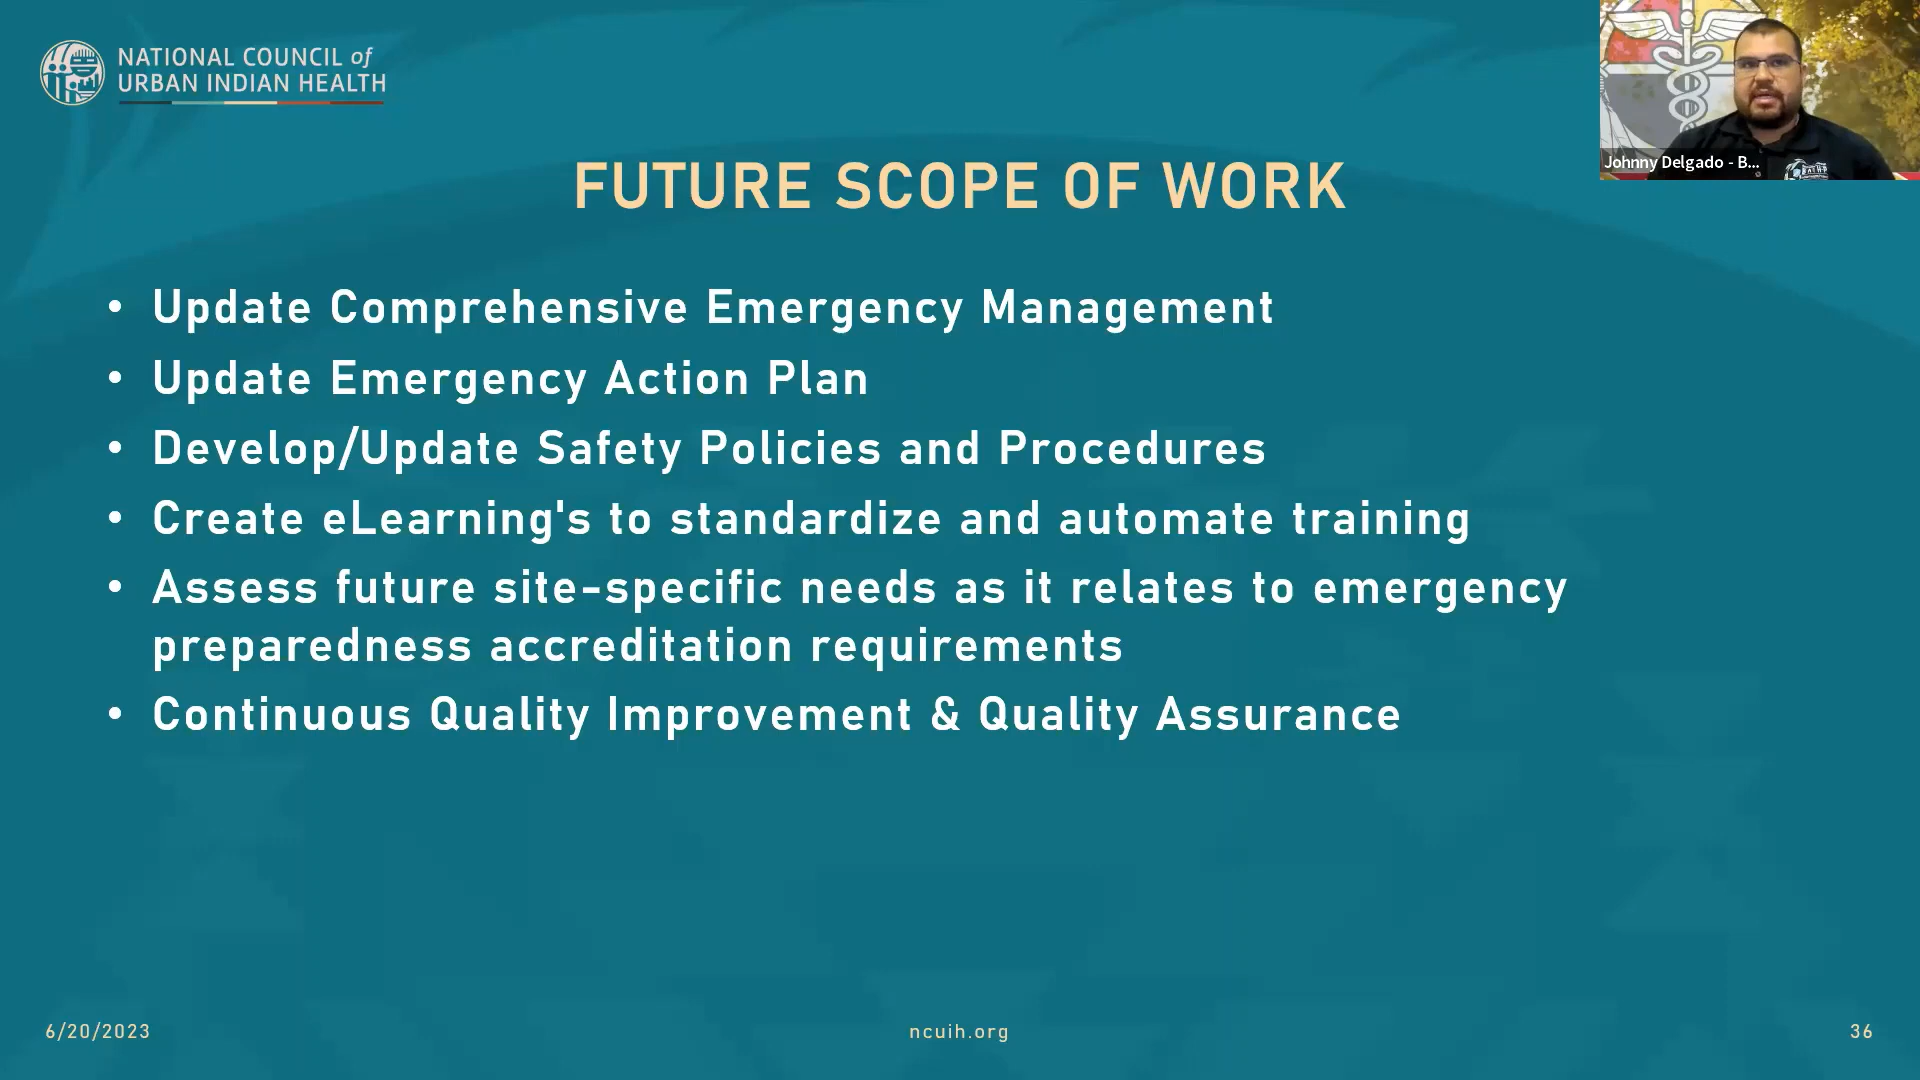 NATIONAL COUNCIL of
URBAN INDIAN HEALTH
Johnny Delgado - B...
FUTURE SCOPE OF WORK
• Update Comprehensive Emergency Management
• Update Emergency Action Plan
• Develop/Update Safety Policies and Procedures
• Create eLearning's to standardize and automate training
• Assess future site-specific needs as it relates to emergency
preparedness accreditation requirements
• Continuous Quality Improvement & Quality Assurance
6/20/2023
ncuih.org
36